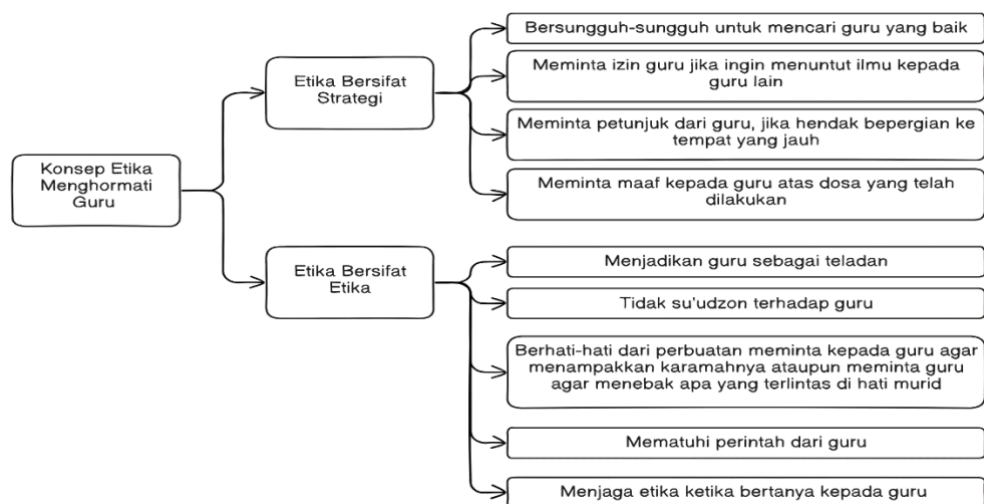 Konsep Etika
Menghormati
Guru
Etika Bersifat
Strategi
Bersungguh-sungguh untuk mencari guru yang baik
Meminta izin guru jika ingin menuntut ilmu kepada
guru lain
Meminta petunjuk dari guru, jika hendak bepergian ke
tempat yang jauh
Meminta maaf kepada guru atas dosa yang telah
dilakukan
Etika Bersifat
Etika
Menjadikan guru sebagai teladan
Tidak su'udzon terhadap guru
Berhati-hati dari perbuatan meminta kepada guru agar
menampakkan karamahnya ataupun meminta guru
agar menebak apa yang terlintas di hati murid
Mematuhi perintah dari guru
Menjaga etika ketika bertanya kepada guru